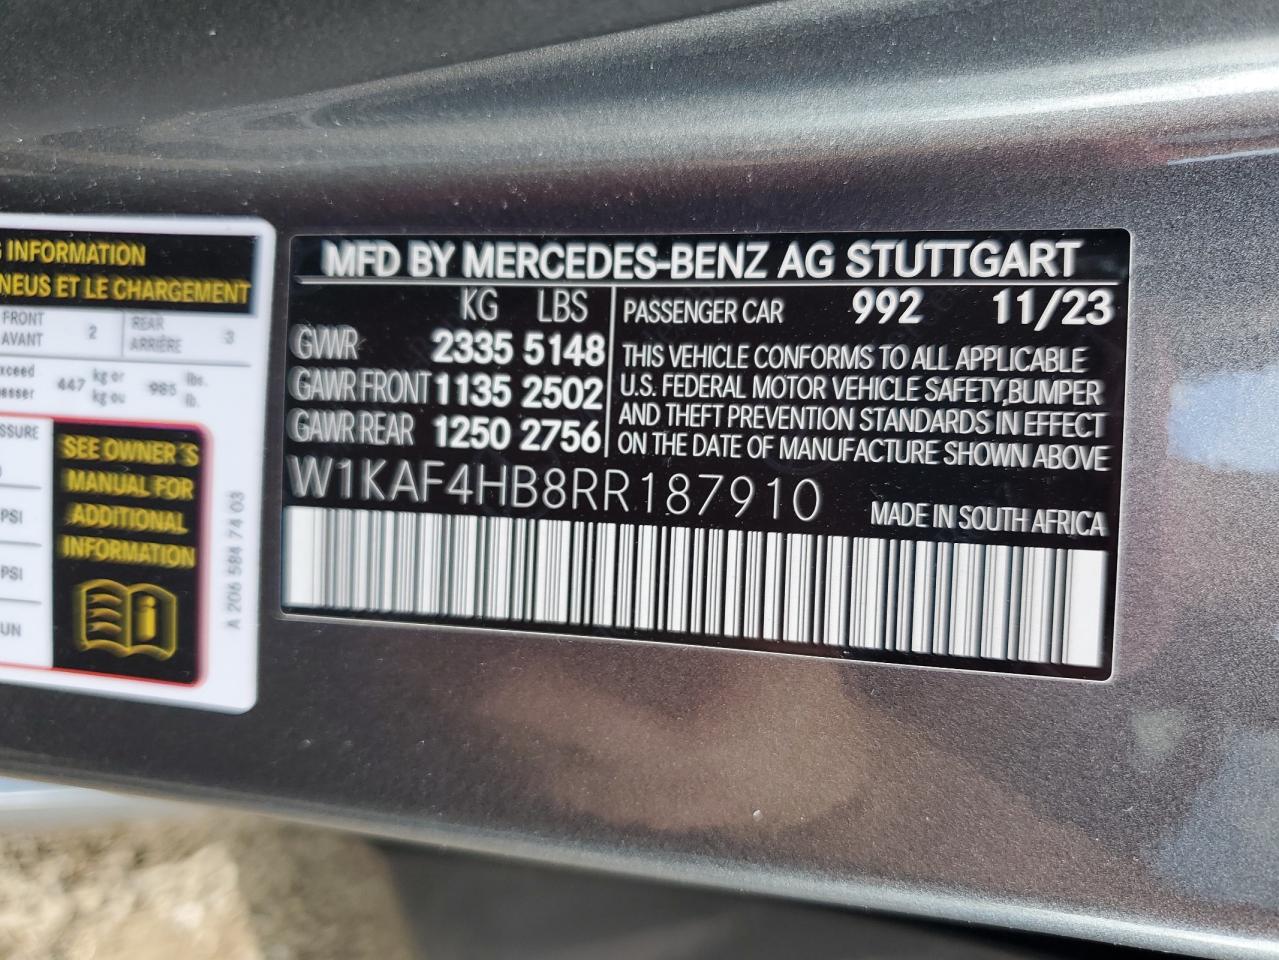 G INFORMATION
NEUS ET LE CHARGEMENT
FRONT
AVANT
2
REAR
ARRIÈRE
3
xceed
esser
447
kg or
kg ou
985
lbs.
lb.
SSURE
PSI
PSI
UN
SEE OWNER´S
MANUAL FOR
ADDITIONAL
INFORMATION
i
A 206 584 74 03
MFD BY MERCEDES-BENZ AG STUTTGART
KG LBS
GVWR 2335 5148
GAWR FRONT 1135 2502
GAWR REAR 1250 2756
PASSENGER CAR 992 11/23
THIS VEHICLE CONFORMS TO ALL APPLICABLE
U.S. FEDERAL MOTOR VEHICLE SAFETY,BUMPER
AND THEFT PREVENTION STANDARDS IN EFFECT
ON THE DATE OF MANUFACTURE SHOWN ABOVE
W1KAF4HB8RR187910
MADE IN SOUTH AFRICA